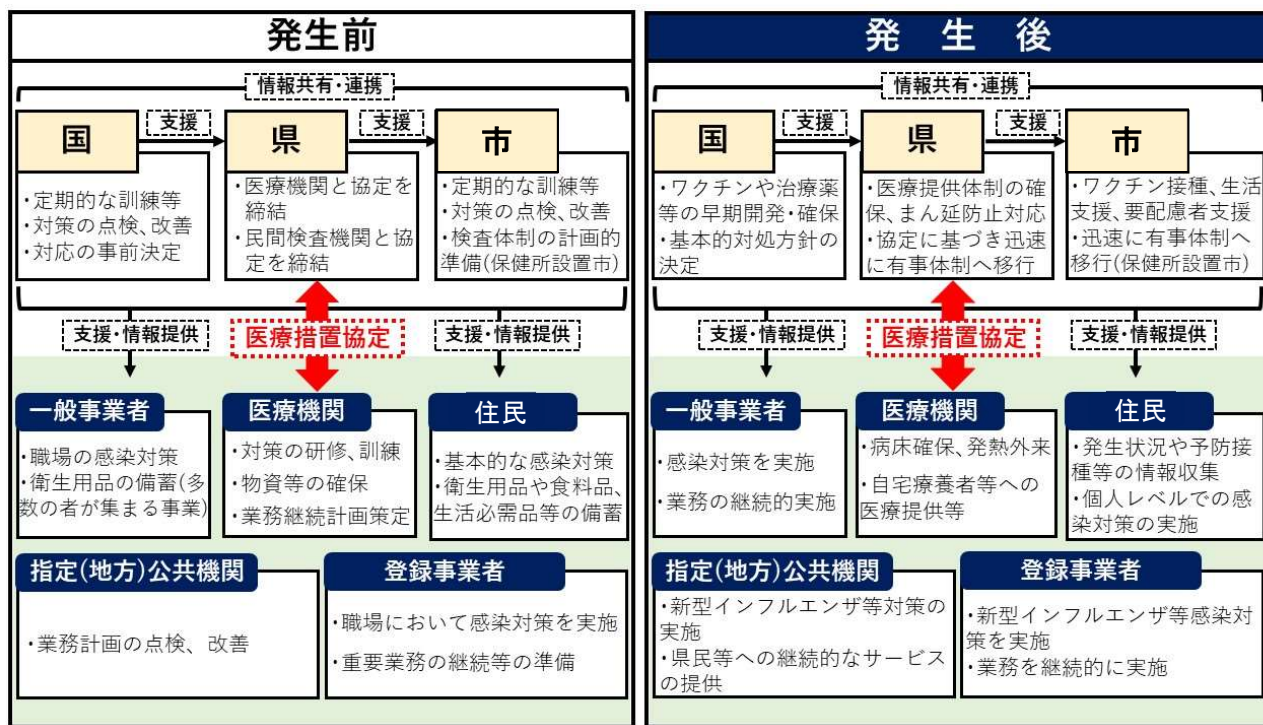 発生前
情報共有・連携
国
支援
県
支援
市
・定期的な訓練等
・対策の点検、改善
・対応の事前決定
・医療機関と協定を
締結
・民間検査機関と協
定を締結
・定期的な訓練等
・対策の点検、改善
・検査体制の計画的
準備(保健所設置市)
支援・情報提供
医療措置協定
支援・情報提供
一般事業者
・職場の感染対策
・衛生用品の備蓄(多
数の者が集まる事業)
医療機関
・対策の研修、訓練
・物資等の確保
・業務継続計画策定
住民
・基本的な感染対策
・衛生用品や食料品、
生活必需品等の備蓄
指定(地方)公共機関
・業務計画の点検、改善
登録事業者
・職場において感染対策を実施
・重要業務の継続等の準備
発生後
情報共有・連携
国
支援
県
支援
市
・ワクチンや治療薬
等の早期開発・確保
・基本的対処方針の
決定
・医療提供体制の確
保、まん延防止対応
・協定に基づき迅速
に有事体制へ移行
・ワクチン接種、生活
支援、要配慮者支援
・迅速に有事体制へ
移行(保健所設置市)
支援・情報提供
医療措置協定
支援・情報提供
一般事業者
・感染対策を実施
・業務の継続的実施
医療機関
・病床確保、発熱外来
・自宅療養者等への
医療提供等
住民
・発生状況や予防接
種等の情報収集
・個人レベルでの感
染対策の実施
指定(地方)公共機関
・新型インフルエンザ等対策の
実施
・県民等への継続的なサービス
の提供
登録事業者
・新型インフルエンザ等感染対
策を実施
・業務を継続的に実施